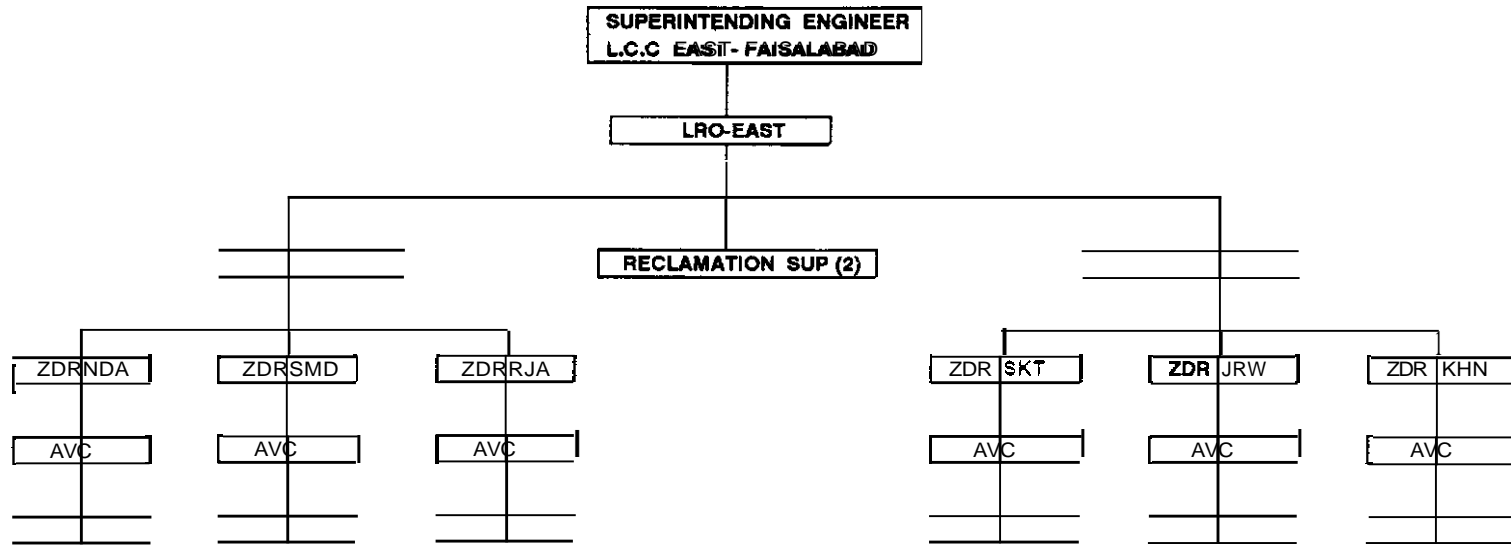 SUPERINTENDING ENGINEER
L.C.C EAST - FAISALABAD
LRO-EAST
RECLAMATION SUP (2)
ZDRNDA ZDRSMD ZDRRJA ZDR SKT ZDR JRW ZDR KHN
AVC AVC AVC AVC AVC AVC